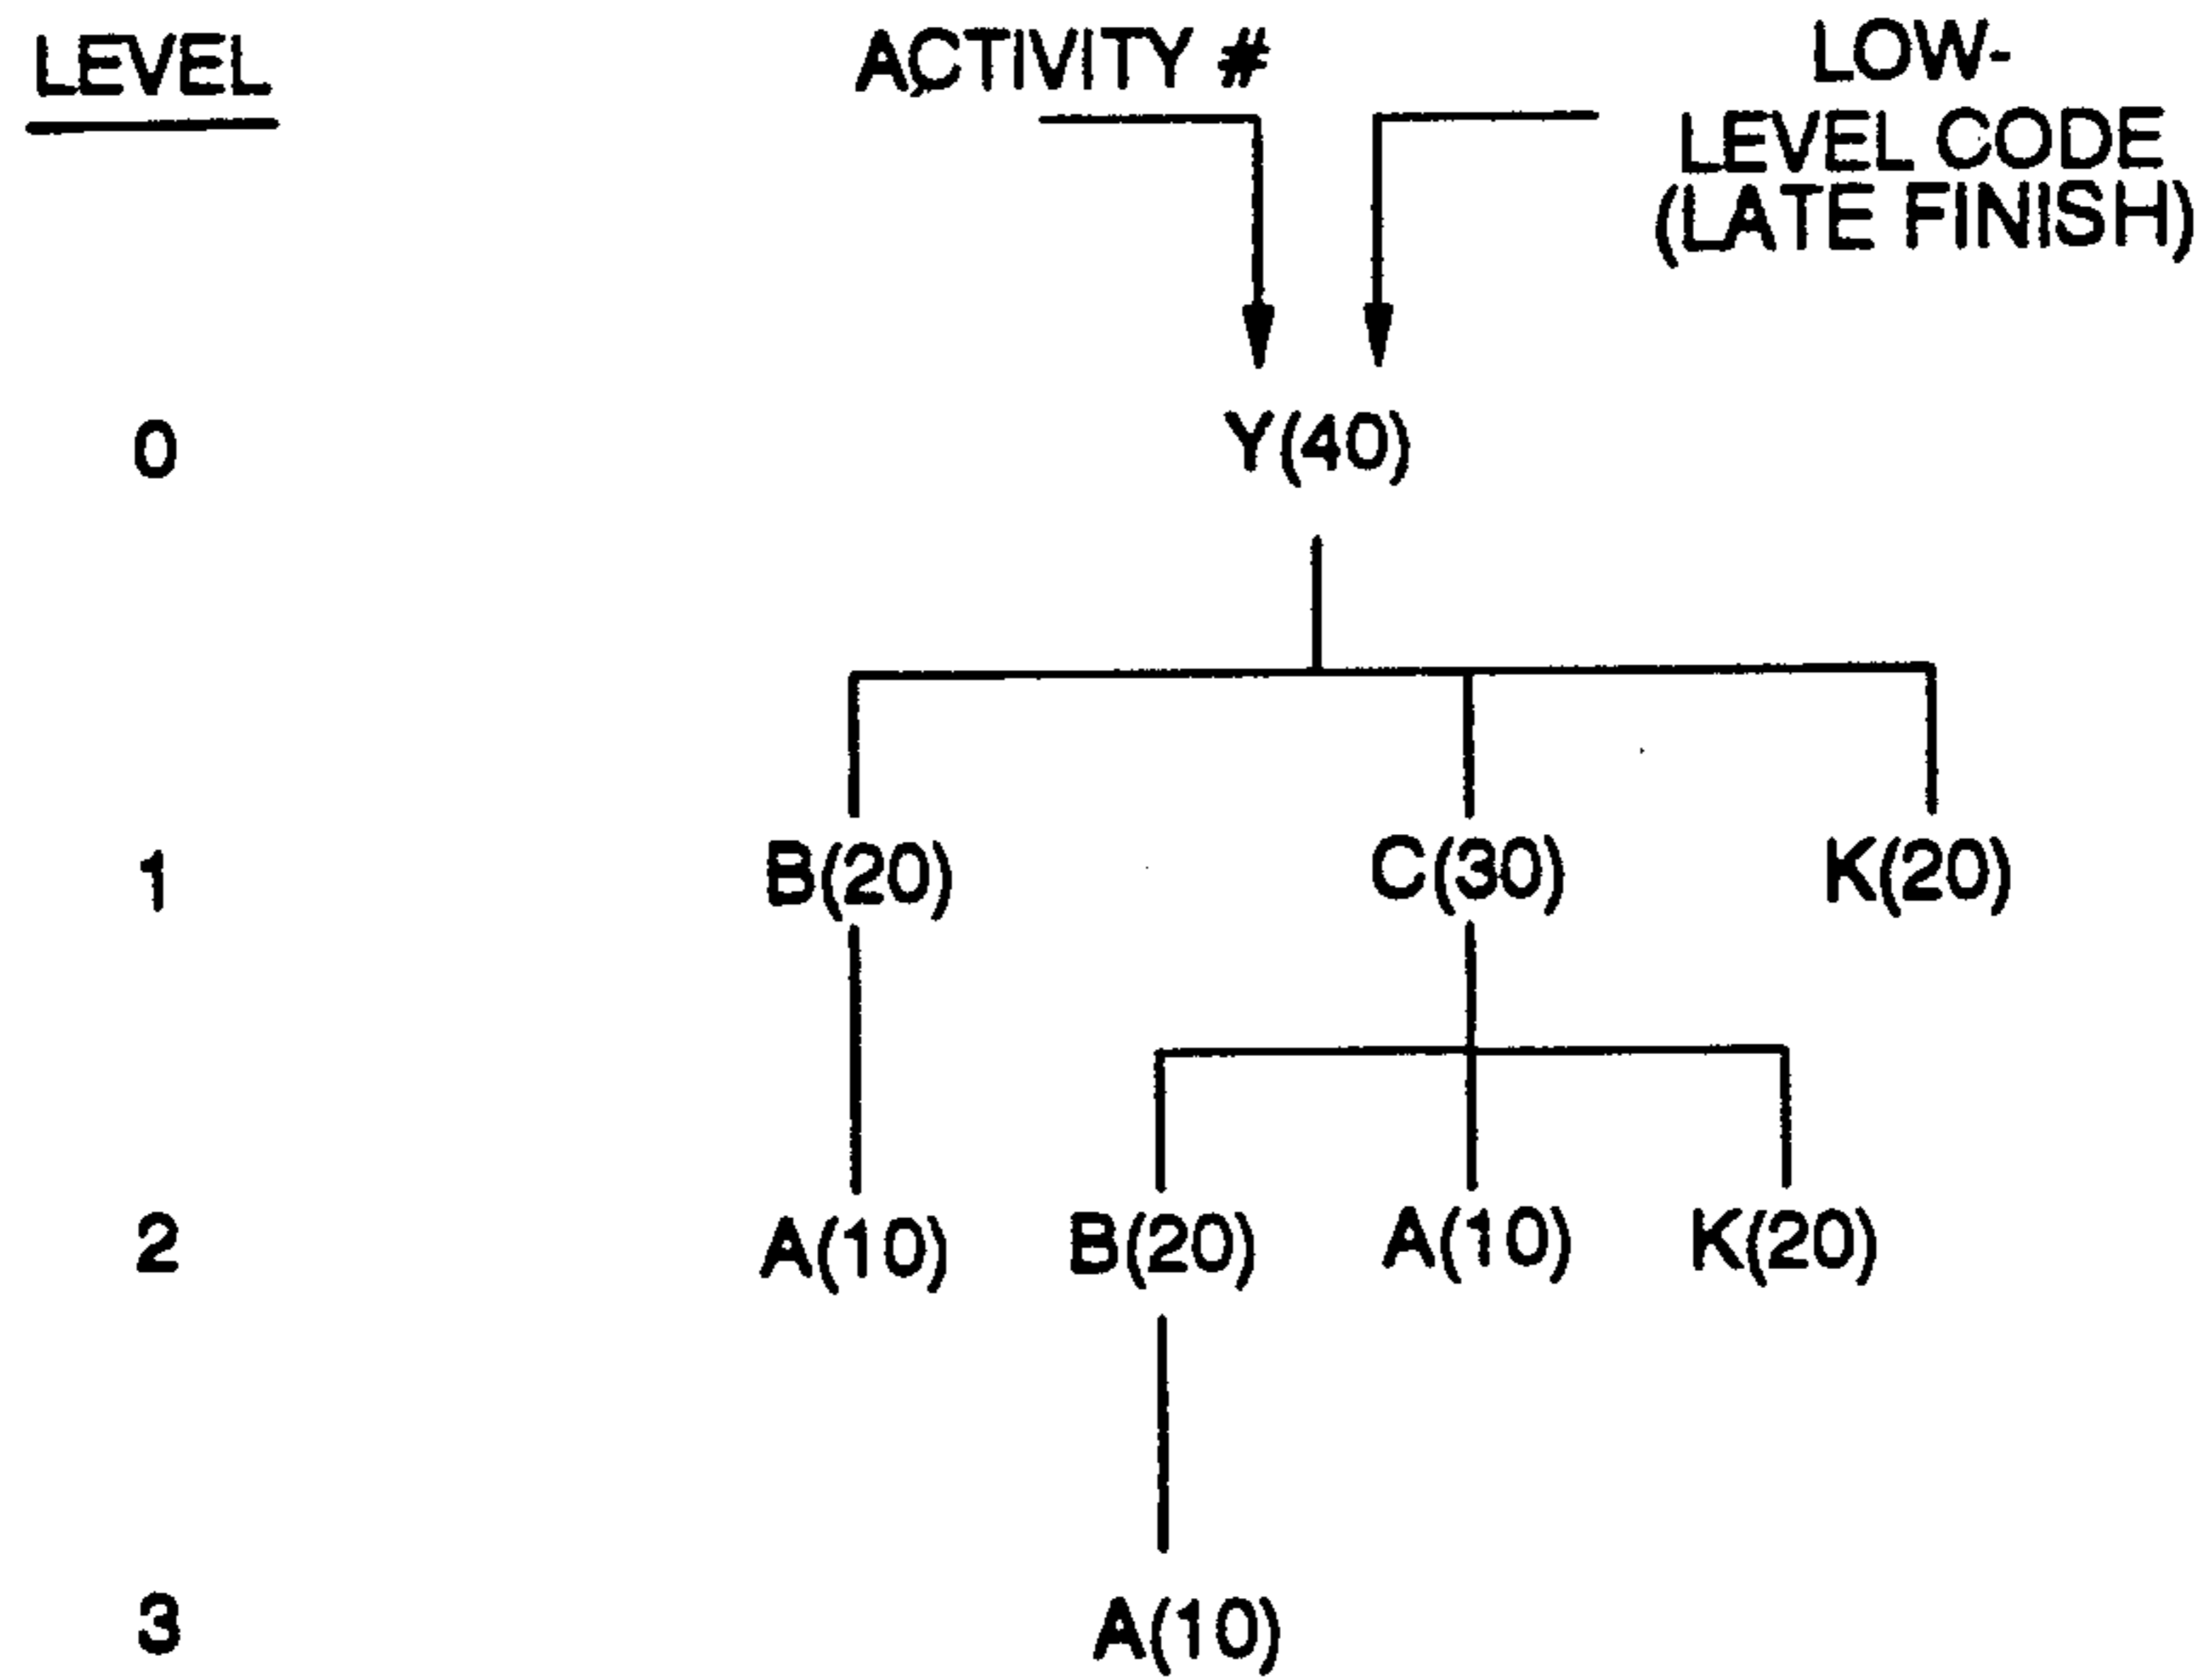 LEVEL
ACTIVITY #
LOW-
LEVEL CODE
(LATE FINISH)
0
Y(40)
1
B(20)
C(30)
K(20)
2
A(10)
B(20)
A(10)
K(20)
3
A(10)